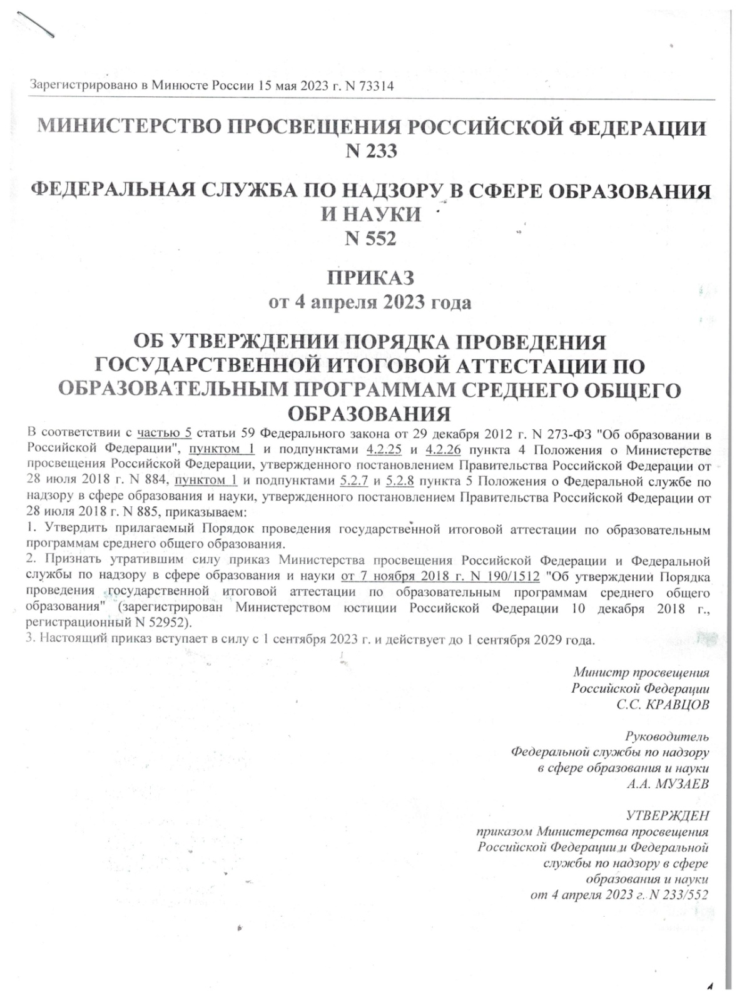 Зарегистрировано в Минюсте России 15 мая 2023 г. N 73314
МИНИСТЕРСТВО ПРОСВЕЩЕНИЯ РОССИЙСКОЙ ФЕДЕРАЦИИ
N 233
ФЕДЕРАЛЬНАЯ СЛУЖБА ПО НАДЗОРУ В СФЕРЕ ОБРАЗОВАНИЯ
И НАУКИ
N 552
ПРИКАЗ
от 4 апреля 2023 года
ОБ УТВЕРЖДЕНИИ ПОРЯДКА ПРОВЕДЕНИЯ
ГОСУДАРСТВЕННОЙ ИТОГОВОЙ АТТЕСТАЦИИ ПО
ОБРАЗОВАТЕЛЬНЫМ ПРОГРАММАМ СРЕДНЕГО ОБЩЕГО
ОБРАЗОВАНИЯ
В соответствии с частью 5 статьи 59 Федерального закона от 29 декабря 2012 г. N 273-ФЗ "Об образовании в
Российской Федерации", пунктом 1 и подпунктами 4.2.25 и 4.2.26 пункта 4 Положения о Министерстве
просвещения Российской Федерации, утвержденного постановлением Правительства Российской Федерации от
28 июля 2018 г. N 884, пунктом 1 и подпунктами 5.2.7 и 5.2.8 пункта 5 Положения о Федеральной службе по
надзору в сфере образования и науки, утвержденного постановлением Правительства Российской Федерации от
28 июля 2018 г. N 885, приказываем:
1. Утвердить прилагаемый Порядок проведения государственной итоговой аттестации по образовательным
программам среднего общего образования.
2. Признать утратившим силу приказ Министерства просвещения Российской Федерации и Федеральной
службы по надзору в сфере образования и науки от 7 ноября 2018 г. N 190/1512 "Об утверждении Порядка
проведения государственной итоговой аттестации по образовательным программам среднего общего
образования" (зарегистрирован Министерством юстиции Российской Федерации 10 декабря 2018 г.,
регистрационный N 52952).
3. Настоящий приказ вступает в силу с 1 сентября 2023 г. и действует до 1 сентября 2029 года.
Министр просвещения
Российской Федерации
С.С. КРАВЦОВ
Руководитель
Федеральной службы по надзору
в сфере образования и науки
А.А. МУЗАЕВ
УТВЕРЖДЕН
приказом Министерства просвещения
Российской Федерации и Федеральной
службы по надзору в сфере
образования и науки
от 4 апреля 2023 г. N 233/552